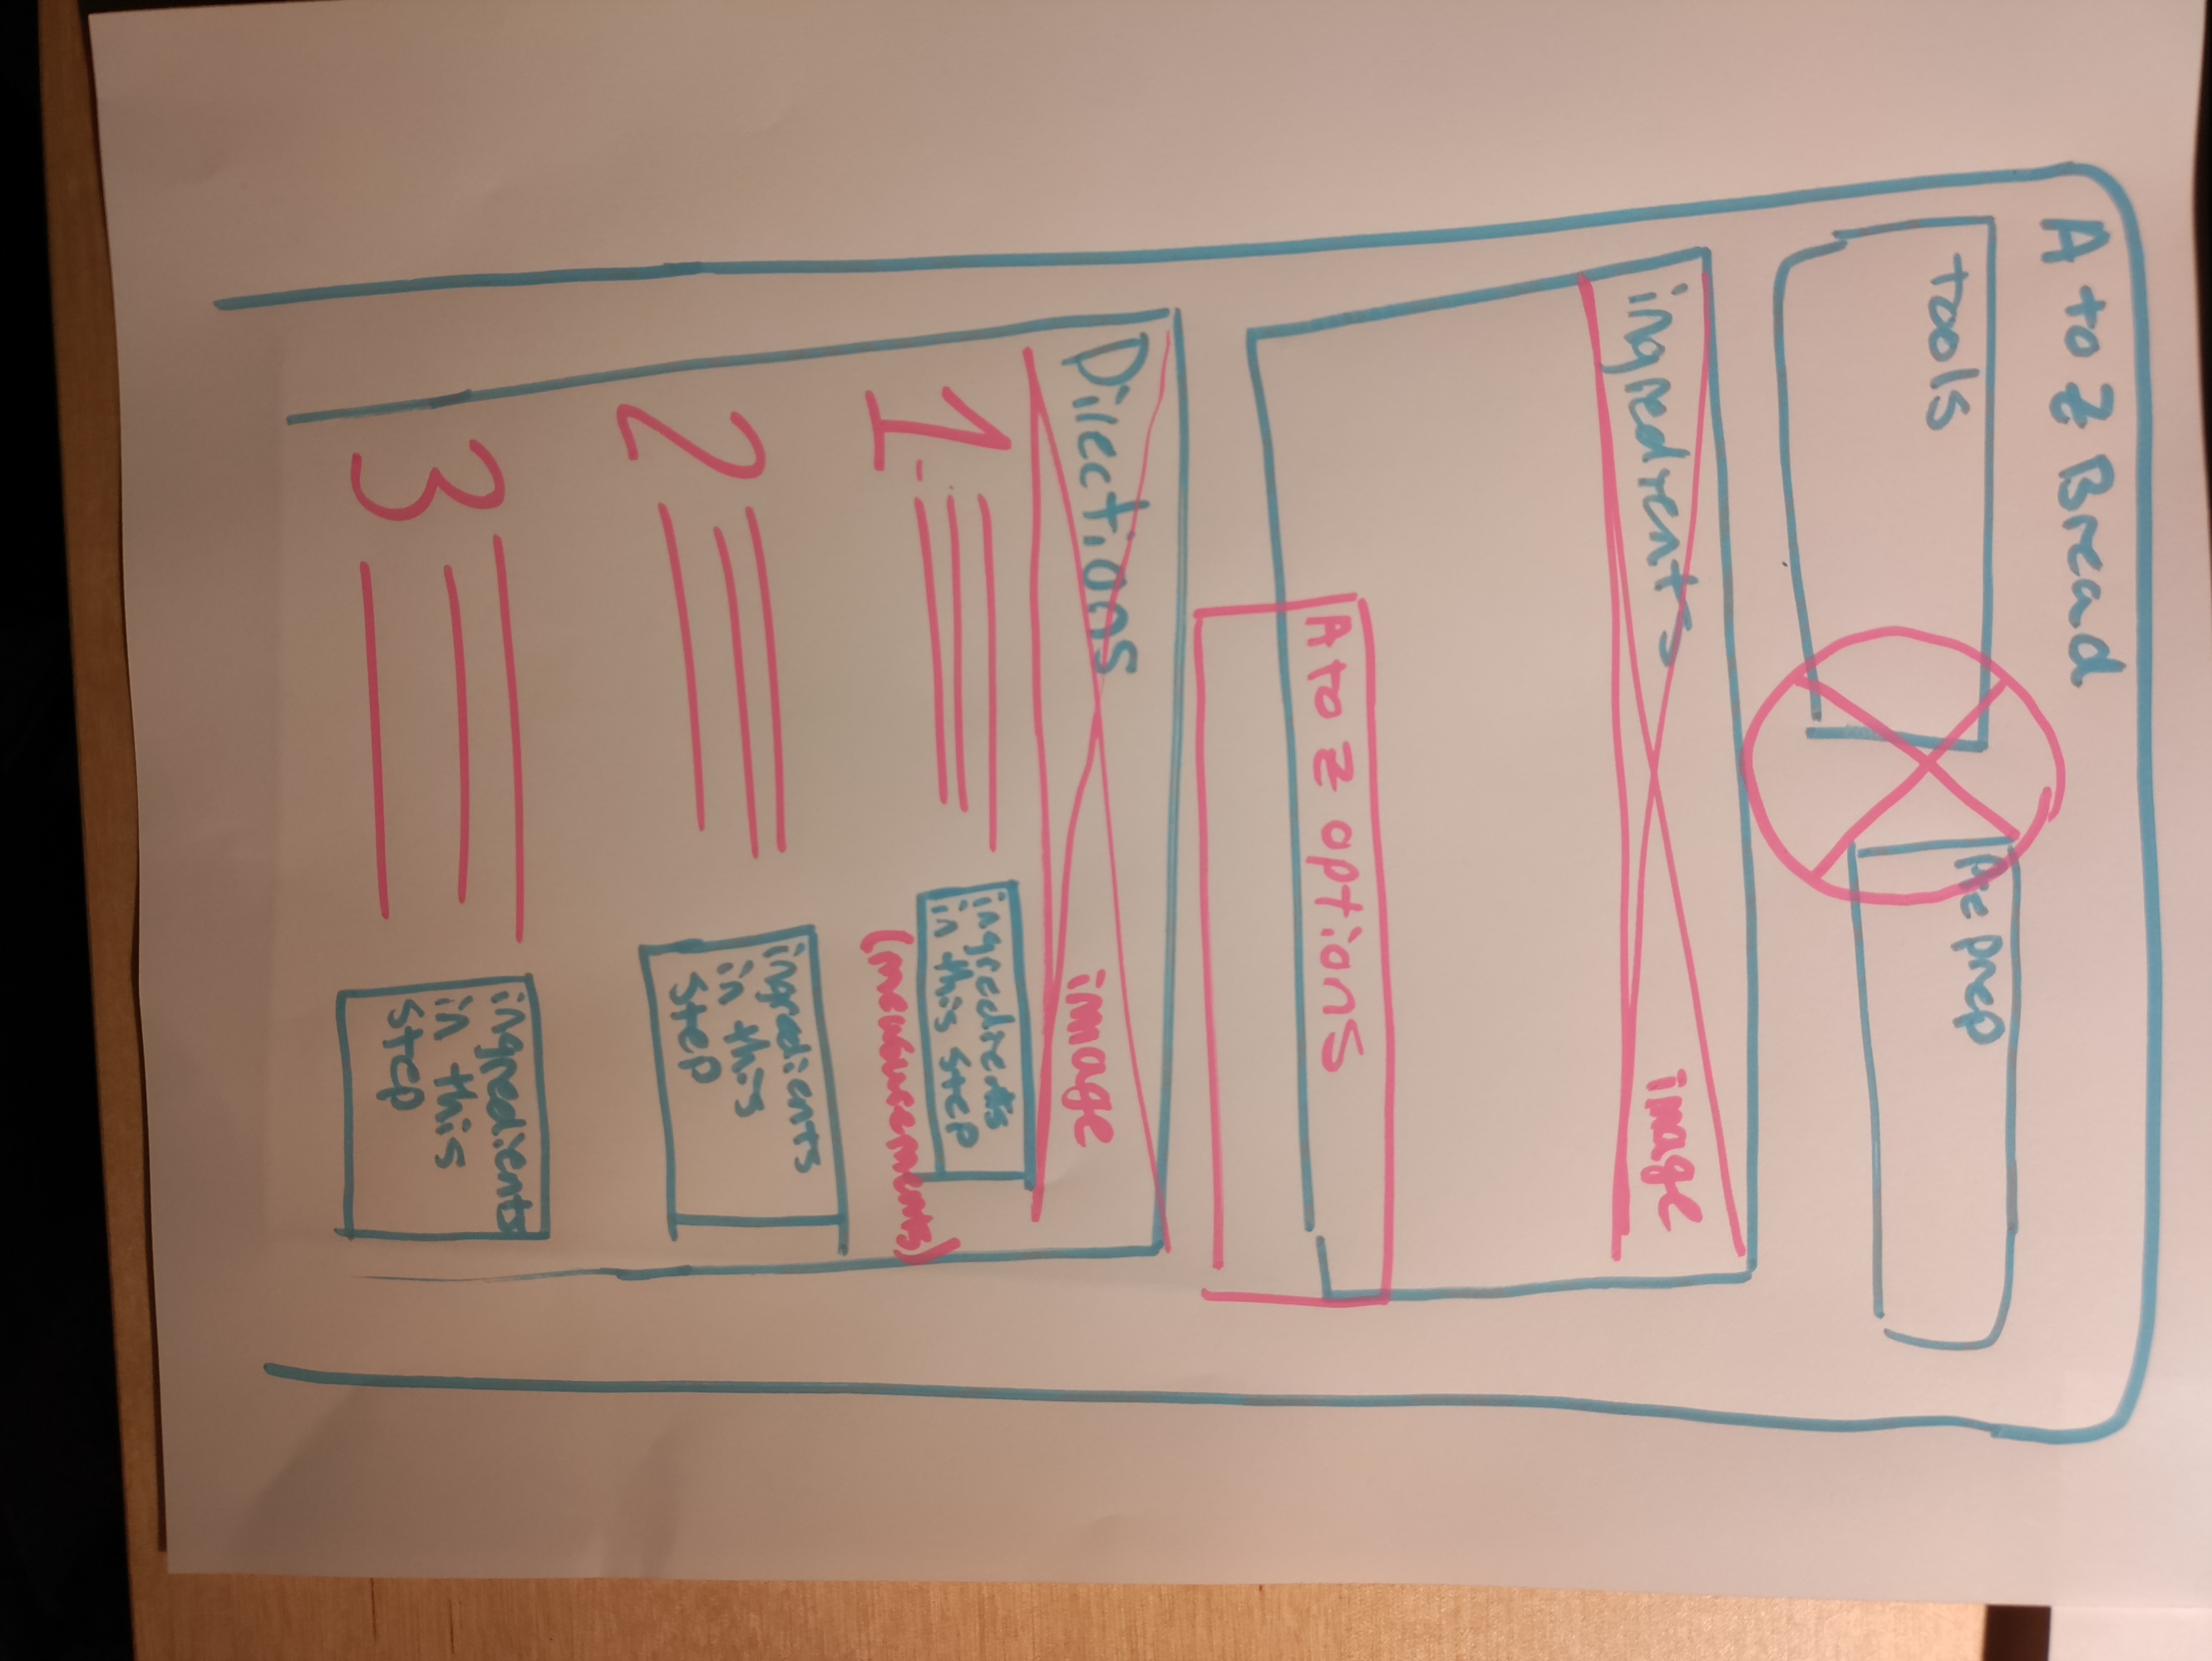 A to Z Bread
tools
Pre prep
ingredients
image
A to Z options
Directions
image
1.
ingredients
in this step
(measurements)
2
ingredients
in this
step
3
ingredients
in this
step